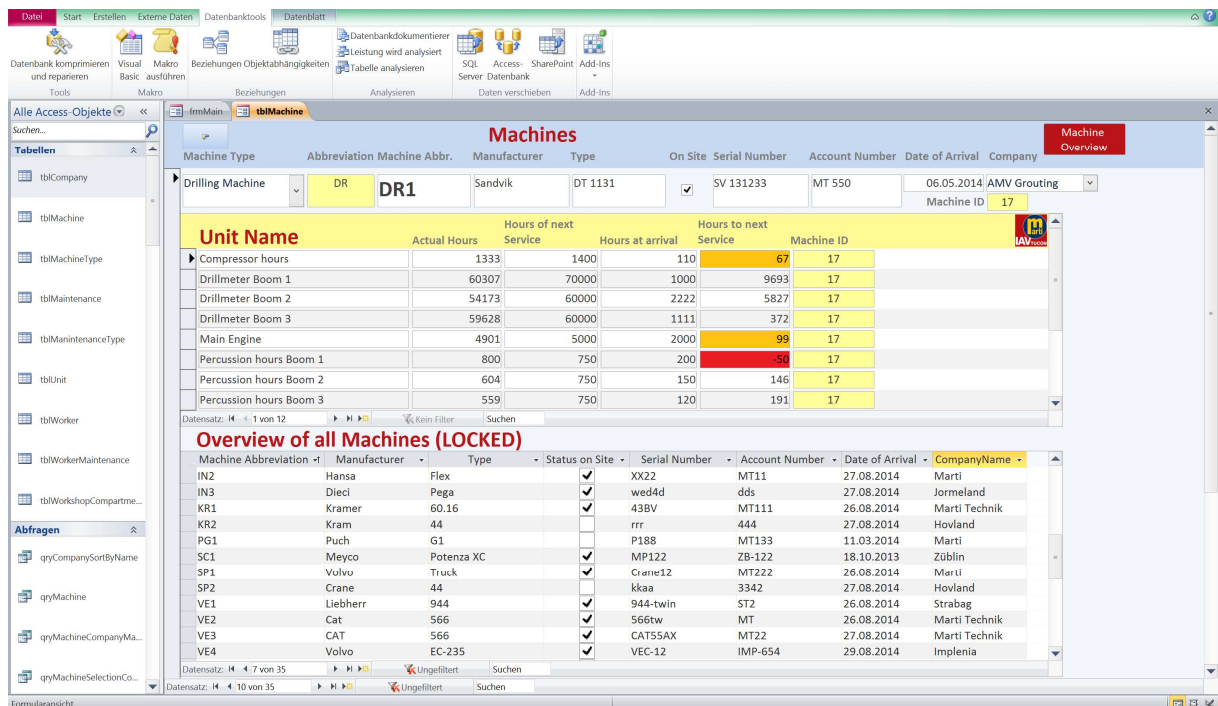 Datei Start Erstellen Externe Daten Datenbanktools Datenblatt
Datenbank komprimieren und reparieren
Visual Basic
Makro ausführen
Beziehungen Objektabhängigkeiten
Datenbankdokumentierer
Leistung wird analysiert
Tabelle analysieren
SQL Server
Access-Datenbank
SharePoint
Add-Ins
Tools Makro Beziehungen Analysieren Daten verschieben Add-Ins
Alle Access-Objekte «
Suchen...
Tabellen
tblCompany
tblMachine
tblMachineType
tblMaintenance
tblManintenanceType
tblUnit
tblWorker
tblWorkerMaintenance
tblWorkshopCompartme...
Abfragen
qryCompanySortByName
qryMachine
qryMachineCompanyMa...
qryMachineSelectionCo...
frmMain tblMachine
Machines
Machine Overview
Machine Type Abbreviation Machine Abbr. Manufacturer Type On Site Serial Number Account Number Date of Arrival Company
Drilling Machine DR DR1 Sandvik DT 1131 SV 131233 MT 550 06.05.2014 AMV Grouting
Machine ID 17
Unit Name Actual Hours Hours of next Service Hours at arrival Hours to next Service Machine ID
marti
IAV Tucon
Compressor hours 1333 1400 110 67 17
Drillmeter Boom 1 60307 70000 1000 9693 17
Drillmeter Boom 2 54173 60000 2222 5827 17
Drillmeter Boom 3 59628 60000 1111 372 17
Main Engine 4901 5000 2000 99 17
Percussion hours Boom 1 800 750 200 -50 17
Percussion hours Boom 2 604 750 150 146 17
Percussion hours Boom 3 559 750 120 191 17
Datensatz: 1 von 12 Kein Filter Suchen
Overview of all Machines (LOCKED)
Machine Abbreviation Manufacturer Type Status on Site Serial Number Account Number Date of Arrival CompanyName
IN2 Hansa Flex XX22 MT11 27.08.2014 Marti
IN3 Dieci Pega wed4d dds 27.08.2014 Jormeland
KR1 Kramer 60.16 43BV MT111 26.08.2014 Marti Technik
KR2 Kram 44 rrr 444 27.08.2014 Hovland
PG1 Puch G1 P188 MT133 11.03.2014 Marti
SC1 Meyco Potenza XC MP122 ZB-122 18.10.2013 Züblin
SP1 Volvo Truck Crane12 MT222 26.08.2014 Marti
SP2 Crane 44 kkaa 3342 27.08.2014 Hovland
VE1 Liebherr 944 944-twin ST2 26.08.2014 Strabag
VE2 Cat 566 566tw MT 26.08.2014 Marti Technik
VE3 CAT 566 CAT55AX MT22 27.08.2014 Marti Technik
VE4 Volvo EC-235 VEC-12 IMP-654 29.08.2014 Implenia
Datensatz: 7 von 35 Ungefiltert Suchen
Datensatz: 10 von 35 Ungefiltert Suchen
Formularansicht